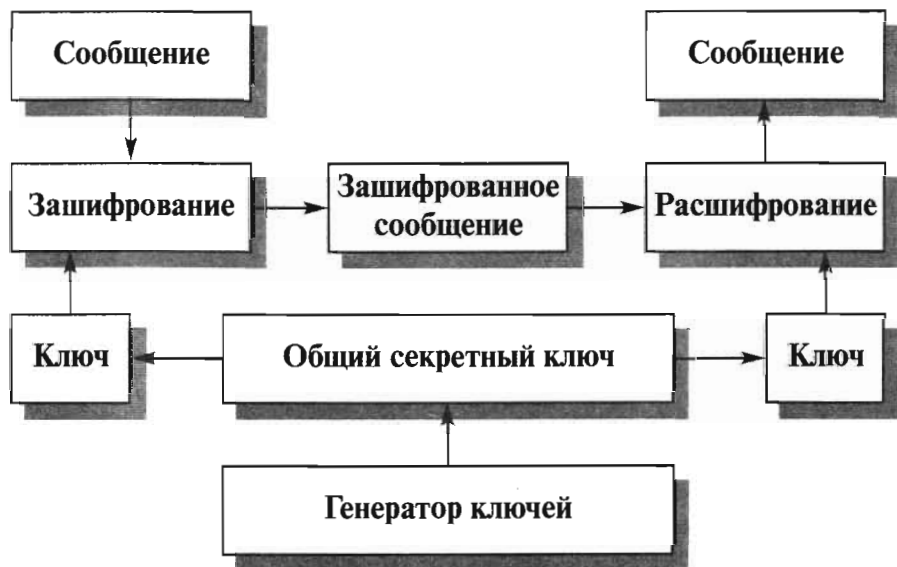 Сообщение
Сообщение
Зашифрование
Зашифрованное
сообщение
Расшифрование
Ключ
Общий секретный ключ
Ключ
Генератор ключей